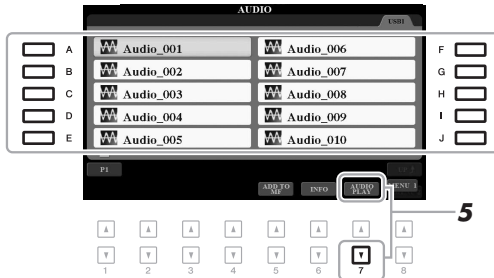 AUDIO
USB1
A Audio_001 Audio_006 F
B Audio_002 Audio_007 G
C Audio_003 Audio_008 H
D Audio_004 Audio_009 I
E Audio_005 Audio_010 J
P1
ADD TO MF INFO AUDIO PLAY MENU 1
5
1 2 3 4 5 6 7 8